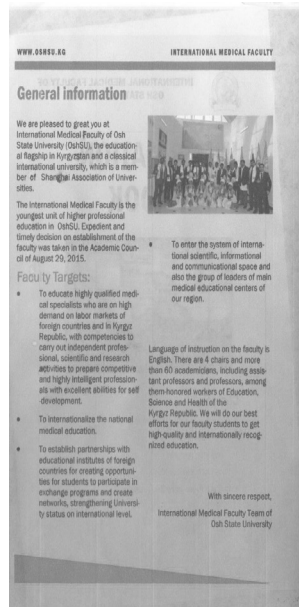 WWW.OSHSU.KG
INTERNATIONAL MEDICAL FACULTY
General information
We are pleased to great you at
International Medical Faculty of Osh
State University (OshSU), the education-
al flagship in Kyrgyzstan and a classical
international university, which is a mem-
ber of Shanghai Association of Univer-
sities.
The International Medical Faculty is the
youngest unit of higher professional
education in OshSU. Expedient and
timely decision on establishment of the
faculty was taken in the Academic Coun-
cil of August 29, 2015.
Faculty Targets:
• To educate highly qualified medi-
cal specialists who are on high
demand on labor markets of
foreign countries and in Kyrgyz
Republic, with competencies to
carry out independent profes-
sional, scientific and research
activities to prepare competitive
and highly intelligent profession-
als with excellent abilities for self
development.
• To internationalize the national
medical education.
• To establish partnerships with
educational institutes of foreign
countries for creating opportuni-
ties for students to participate in
exchange programs and create
networks, strengthening Universi-
ty status on international level.
• To enter the system of interna-
tional scientific, informational
and communicational space and
also the group of leaders of main
medical educational centers of
our region.
Language of instruction on the faculty is
English. There are 4 chairs and more
than 60 academicians, including assis-
tant professors and professors, among
them-honored workers of Education,
Science and Health of the
Kyrgyz Republic. We will do our best
efforts for our faculty students to get
high-quality and internationally recog-
nized education.
With sincere respect,
International Medical Faculty Team of
Osh State University